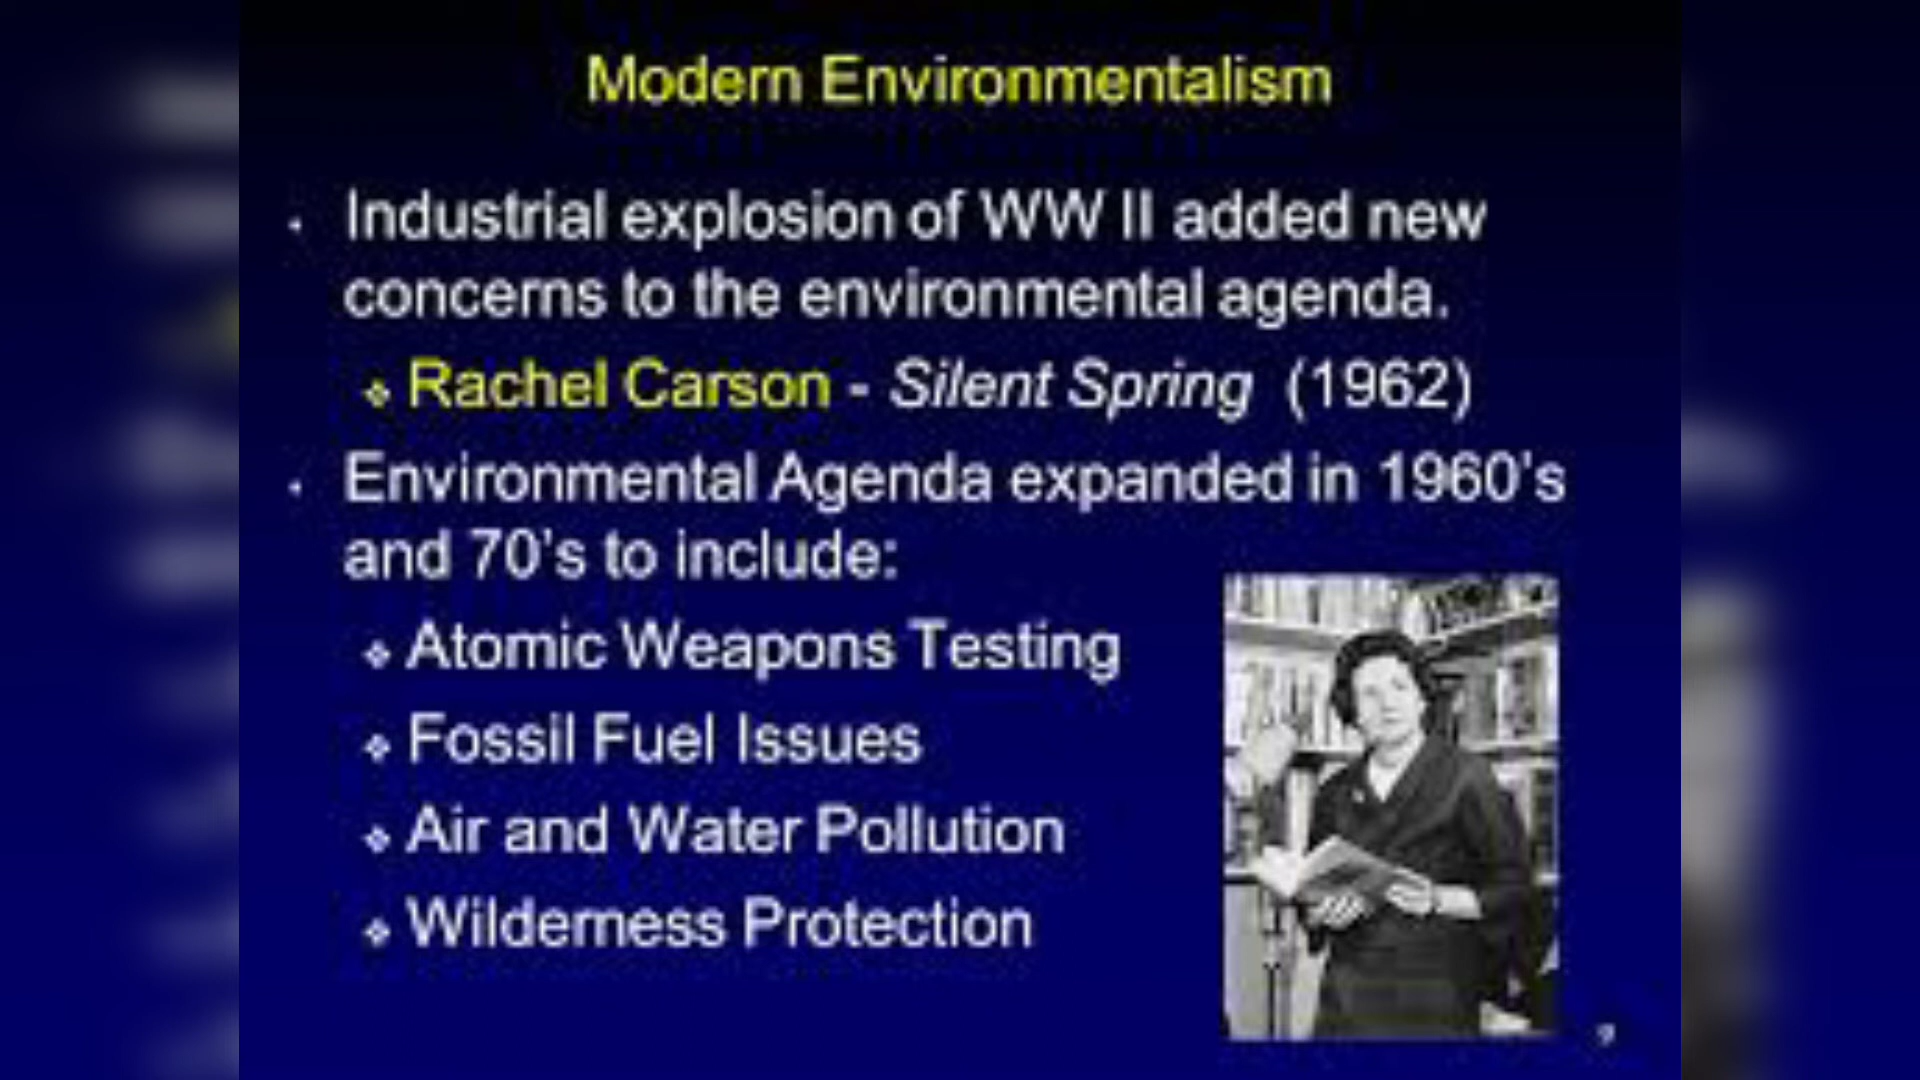 Modern Environmentalism
Industrial explosion of WW II added new
concerns to the environmental agenda.
Rachel Carson - Silent Spring (1962)
Environmental Agenda expanded in 1960's
and 70's to include:
Atomic Weapons Testing
Fossil Fuel Issues
Air and Water Pollution
Wilderness Protection
9